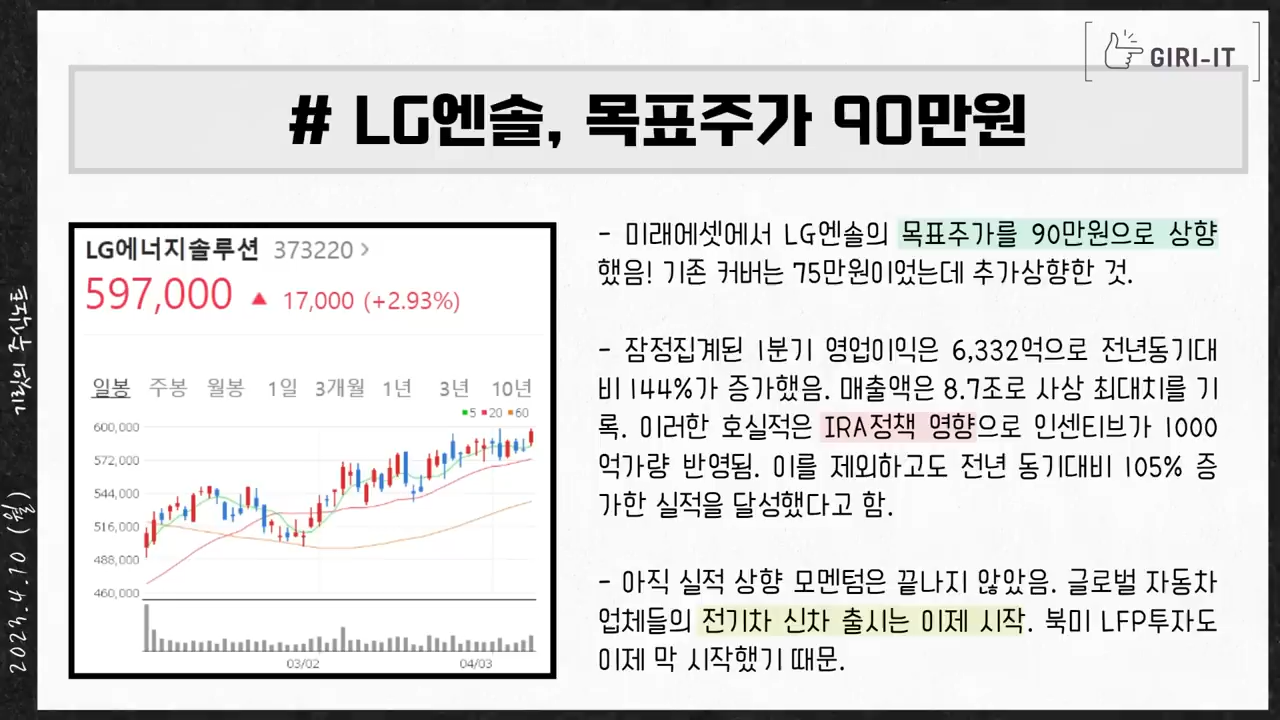 GIRI-IT
# LG엔솔, 목표주가 90만원
LG에너지솔루션 373220 >
597,000 ▲ 17,000 (+2.93%)
일봉 주봉 월봉 1일 3개월 1년 3년 10년
5 20 60
600,000
572,000
544,000
516,000
488,000
460,000
03/02 04/03
- 미래에셋에서 LG엔솔의 목표주가를 90만원으로 상향
했음! 기존 커버는 75만원이었는데 추가상향한 것.
- 잠정집계된 1분기 영업이익은 6,332억으로 전년동기대
비 144%가 증가했음. 매출액은 8.7조로 사상 최대치를 기
록. 이러한 호실적은 IRA정책 영향으로 인센티브가 1000
억가량 반영됨. 이를 제외하고도 전년 동기대비 105% 증
가한 실적을 달성했다고 함.
- 아직 실적 상향 모멘텀은 끝나지 않았음. 글로벌 자동차
업체들의 전기차 신차 출시는 이제 시작. 북미 LFP투자도
이제 막 시작했기 때문.
2023.4.10 (월) 기릿의 주식노트